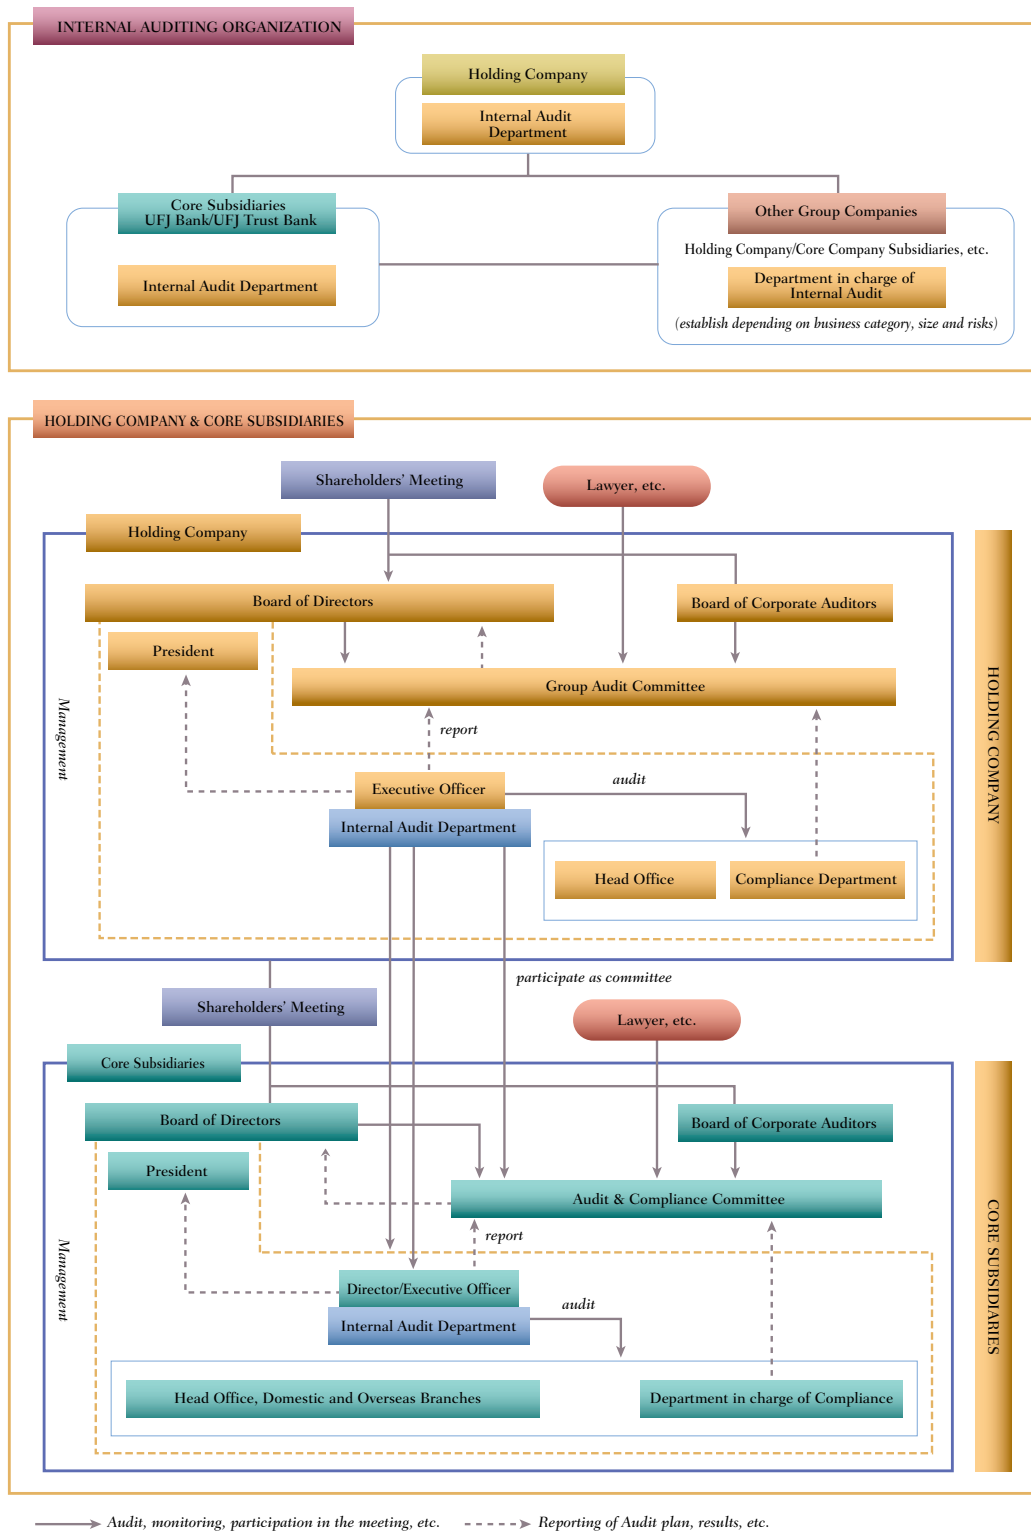 INTERNAL AUDITING ORGANIZATION
Holding Company
Internal Audit
Department
Core Subsidiaries
UFJ Bank/UFJ Trust Bank
Internal Audit Department
Other Group Companies
Holding Company/Core Company Subsidiaries, etc.
Department in charge of
Internal Audit
(establish depending on business category, size and risks)
HOLDING COMPANY & CORE SUBSIDIARIES
Shareholders' Meeting
Lawyer, etc.
Holding Company
Board of Directors
Board of Corporate Auditors
President
Group Audit Committee
Management
report
Executive Officer
audit
Internal Audit Department
Head Office
Compliance Department
HOLDING COMPANY
participate as committee
Shareholders' Meeting
Lawyer, etc.
Core Subsidiaries
Board of Directors
Board of Corporate Auditors
President
Audit & Compliance Committee
Management
report
Director/Executive Officer
audit
Internal Audit Department
Head Office, Domestic and Overseas Branches
Department in charge of Compliance
CORE SUBSIDIARIES
Audit, monitoring, participation in the meeting, etc.
Reporting of Audit plan, results, etc.